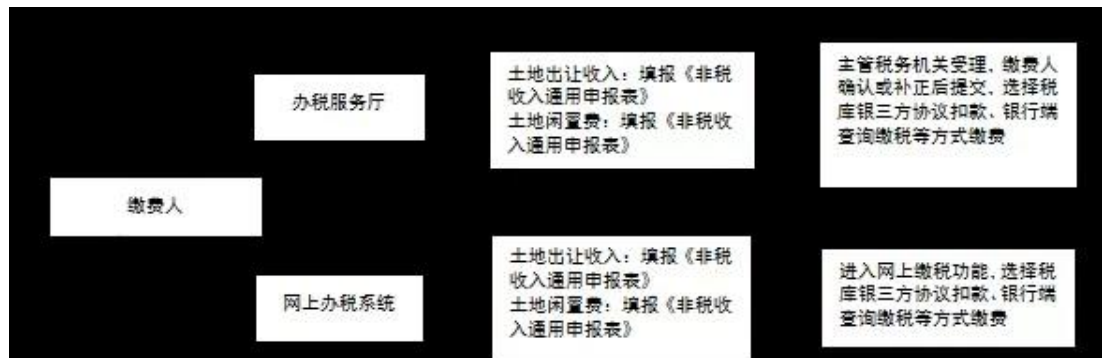 缴费人
办税服务厅
土地出让收入：填报《非税
收入通用申报表》
土地闲置费：填报《非税收
入通用申报表》
主管税务机关受理、缴费人
确认或补正后提交、选择税
库银三方协议扣款、银行端
查询缴税等方式缴费
网上办税系统
土地出让收入：填报《非税
收入通用申报表》
土地闲置费：填报《非税收
入通用申报表》
进入网上缴税功能、选择税
库银三方协议扣款、银行端
查询缴税等方式缴费